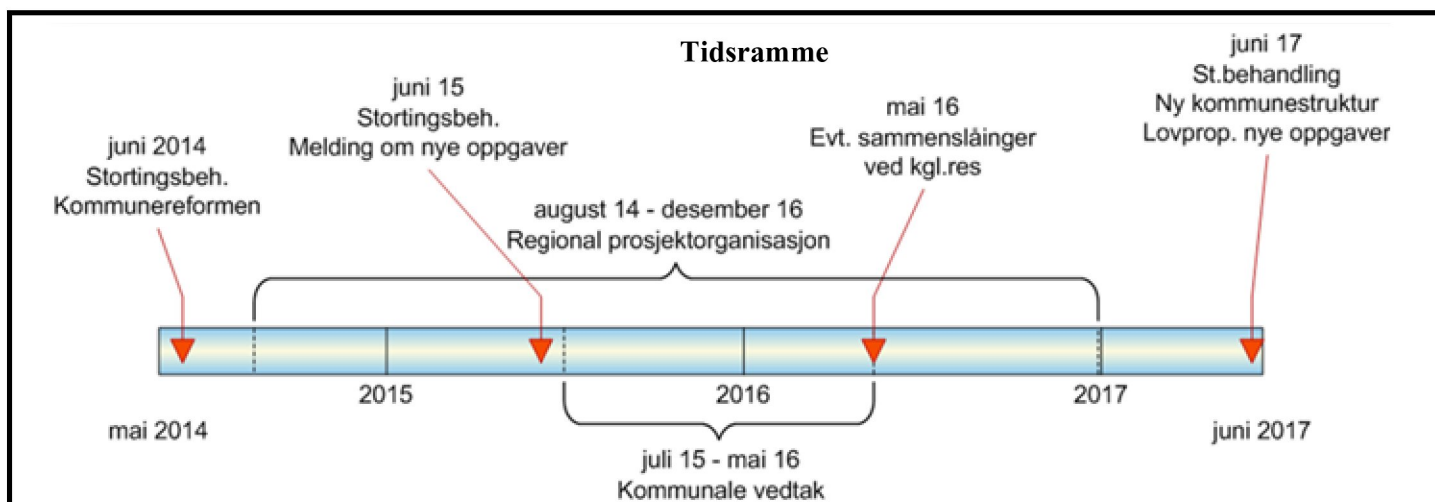 Tidsramme
juni 2014
Stortingsbeh.
Kommunereformen
juni 15
Stortingsbeh.
Melding om nye oppgaver
august 14 - desember 16
Regional prosjektorganisasjon
mai 16
Evt. sammenslåinger
ved kgl.res
juni 17
St.behandling
Ny kommunestruktur
Lovprop. nye oppgaver
2015
2016
2017
mai 2014
juni 2017
juli 15 - mai 16
Kommunale vedtak